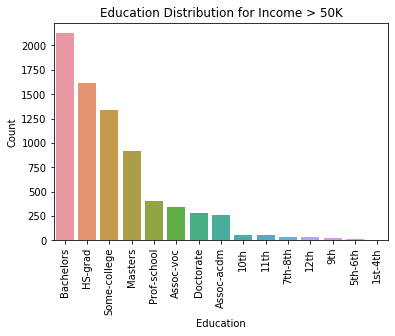 Education Distribution for Income > 50K
2000
1750
1500
1250
1000
750
500
250
0
Count
Bachelors
HS-grad
Some-college
Masters
Prof-school
Assoc-voc
Doctorate
Assoc-acdm
10th
11th
7th-8th
12th
9th
5th-6th
1st-4th
Education